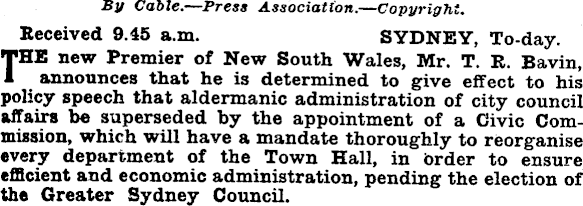 By Cable.—Press Association.—Copyright.
Received 9.45 a.m. SYDNEY, To-day.
THE new Premier of New South Wales, Mr. T. R. Bavin,
announces that he is determined to give effect to his
policy speech that aldermanic administration of city council
affairs be superseded by the appointment of a Civic Com-
mission, which will have a mandate thoroughly to reorganise
every department of the Town Hall, in order to ensure
efficient and economic administration, pending the election of
the Greater Sydney Council.